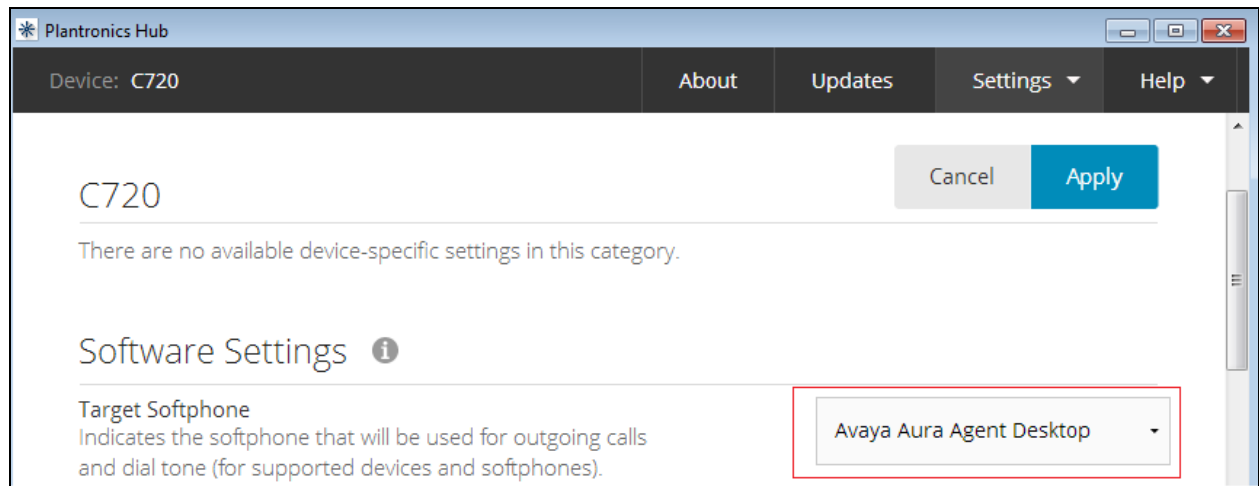 Plantronics Hub
Device: C720 About Updates Settings Help
Cancel Apply
C720
There are no available device-specific settings in this category.
Software Settings
Target Softphone
Indicates the softphone that will be used for outgoing calls
and dial tone (for supported devices and softphones).
Avaya Aura Agent Desktop